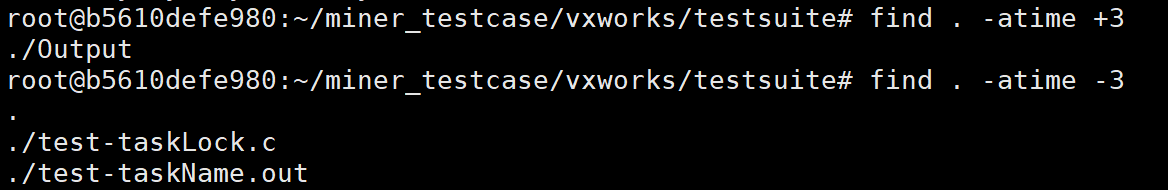 root@b5610defe980:~/miner_testcase/vxworks/testsuite# find . -atime +3
./Output
root@b5610defe980:~/miner_testcase/vxworks/testsuite# find . -atime -3
.
./test-taskLock.c
./test-taskName.out